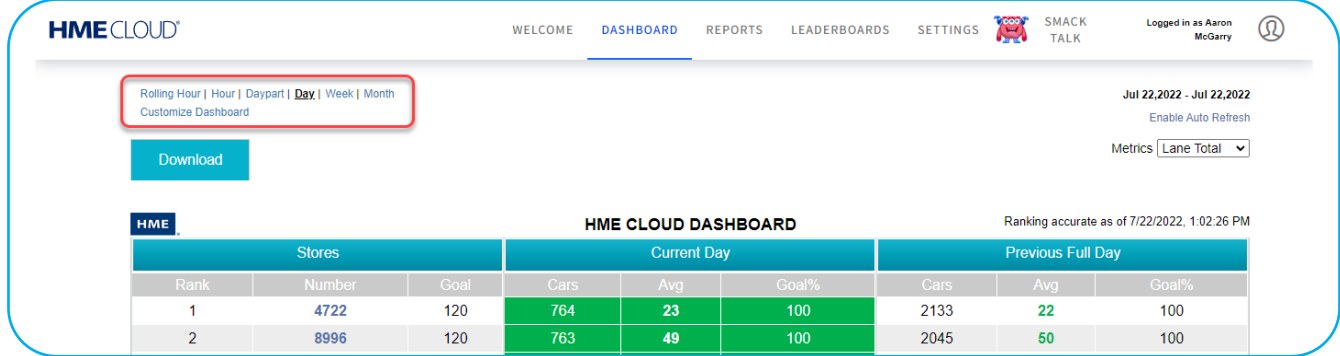 HME CLOUD®
WELCOME DASHBOARD REPORTS LEADERBOARDS SETTINGS SMACK TALK Logged in as Aaron McGarry
Rolling Hour | Hour | Daypart | Day | Week | Month
Customize Dashboard
Jul 22,2022 - Jul 22,2022
Enable Auto Refresh
Metrics Lane Total
Download
HME
HME CLOUD DASHBOARD
Ranking accurate as of 7/22/2022, 1:02:26 PM
Stores Current Day Previous Full Day
Rank Number Goal Cars Avg Goal% Cars Avg Goal%
1 4722 120 764 23 100 2133 22 100
2 8996 120 763 49 100 2045 50 100